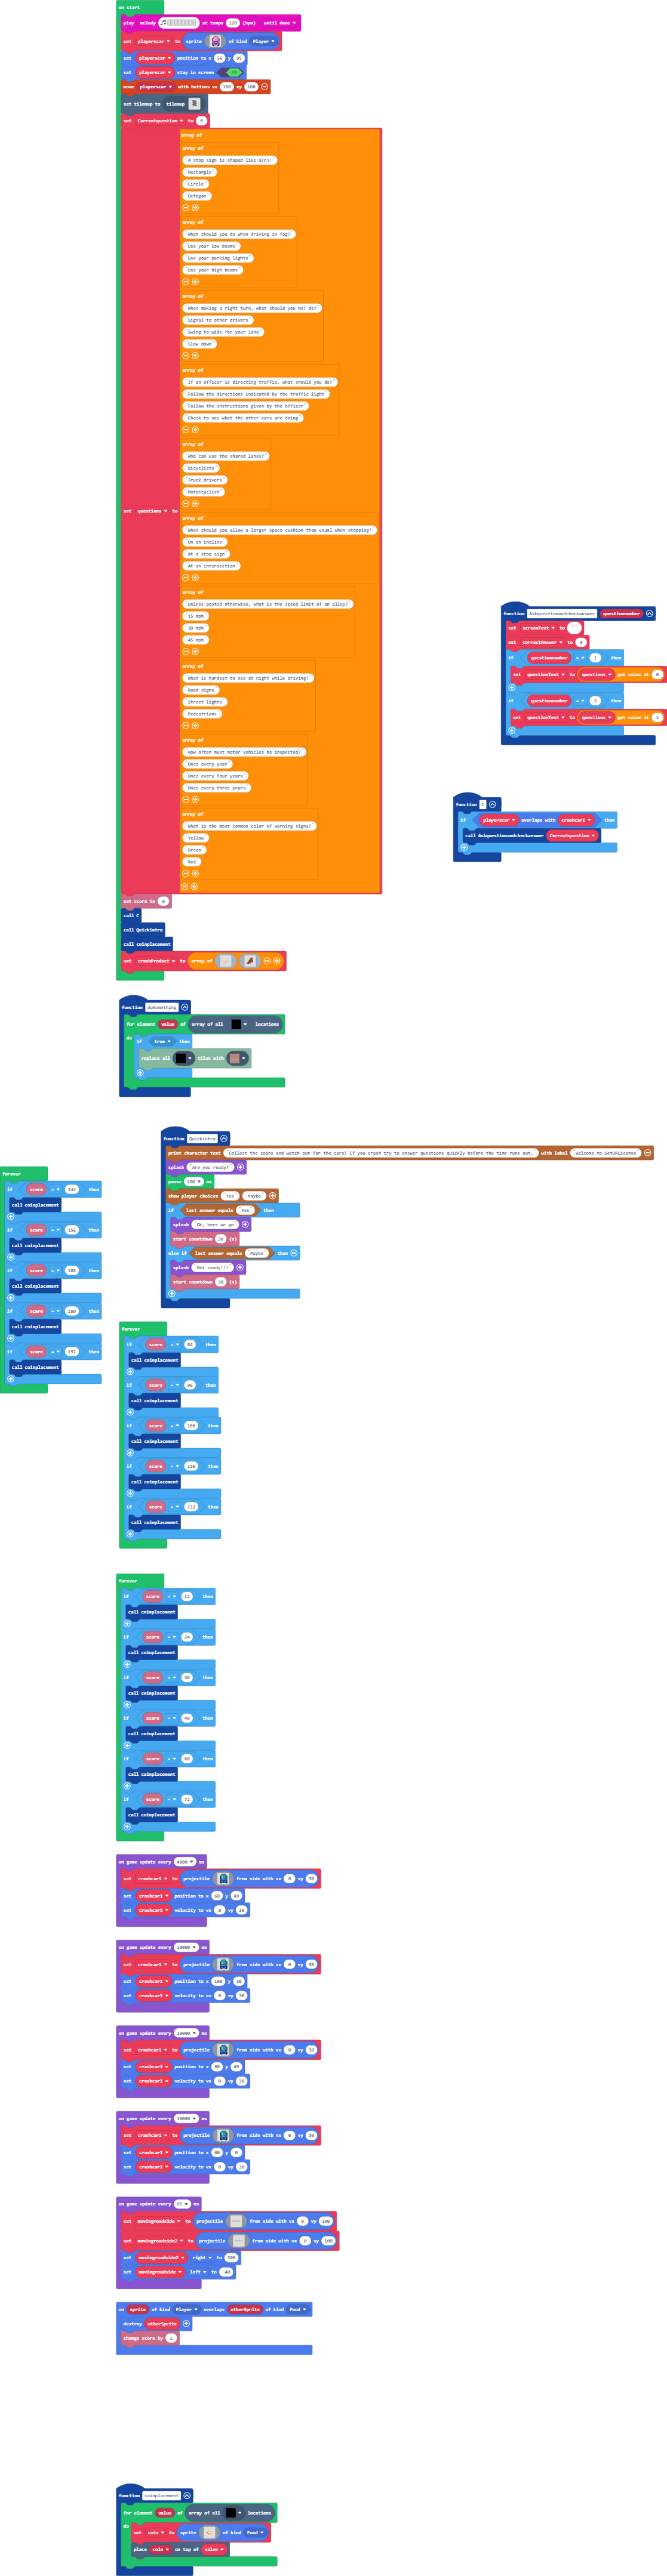 on start
play melody at tempo 120 (bpm) until done
set playerscar to sprite of kind Player
set playerscar position to x 56 y 95
set playerscar stay in screen
move playerscar with buttons vx 100 vy 100
set tilemap to tilemap
set Currentquestion to 0
set questions to
array of
array of
A stop sign is shaped like a(n):
Rectangle
Circle
Octagon
array of
What should you do when driving in fog?
Use your low beams
Use your parking lights
Use your high beams
array of
When making a right turn, what should you NOT do?
Signal to other drivers
Swing to wide for your lane
Slow down
array of
If an officer is directing traffic, what should you do?
Follow the directions indicated by the traffic light
Follow the instructions given by the officer
Check to see what the other cars are doing
array of
Who can use the shared lanes?
Bicyclists
Truck drivers
Motorcyclist
array of
When should you allow a larger space cushion than usual when stopping?
On an incline
At a stop sign
At an intersection
array of
Unless posted otherwise, what is the speed limit of an alley?
15 mph
30 mph
45 mph
array of
What is hardest to see at night while driving?
Road signs
Street lights
Pedestrians
array of
How often must motor vehicles be inspected?
Once every year
Once every four years
Once every three years
array of
What is the most common color of warning signs?
Yellow
Green
Red
set score to 0
call C
call Quickintro
call coinplacement
set crashProduct to array of
function Askquestionandcheckanswer questionnumber
set screenText to
set correctAnswer to 0
if questionnumber = 1 then
set questionText to questions get value at 0
if questionnumber = 2 then
set questionText to questions get value at 1
function C
if playerscar overlaps with crashcar1 then
call Askquestionandcheckanswer Currentquestion
function doSomething
for element value of array of all locations
do
if true then
replace all tiles with
function Quickintro
print character text Collect the coins and watch out for the cars! if you crash try to answer questions quickly before the time runs out. with label Welcome to GetURLicense
splash Are you ready?
pause 200 ms
show player choices Yes Maybe
if last answer equals Yes then
splash Ok, here we go
start countdown 30 (s)
else if last answer equals Maybe then
splash Get ready!!!
start countdown 30 (s)
forever
if score = 144 then
call coinplacement
if score = 156 then
call coinplacement
if score = 168 then
call coinplacement
if score = 180 then
call coinplacement
if score = 192 then
call coinplacement
forever
if score = 84 then
call coinplacement
if score = 96 then
call coinplacement
if score = 108 then
call coinplacement
if score = 120 then
call coinplacement
if score = 132 then
call coinplacement
forever
if score = 12 then
call coinplacement
if score = 24 then
call coinplacement
if score = 36 then
call coinplacement
if score = 48 then
call coinplacement
if score = 60 then
call coinplacement
if score = 72 then
call coinplacement
on game update every 4000 ms
set crashcar1 to projectile from side with vx 0 vy 50
set crashcar1 position to x 60 y 49
set crashcar1 velocity to vx 0 vy 30
on game update every 10000 ms
set crashcar1 to projectile from side with vx 0 vy 50
set crashcar1 position to x 100 y 30
set crashcar1 velocity to vx 0 vy 30
on game update every 10000 ms
set crashcar1 to projectile from side with vx 0 vy 50
set crashcar1 position to x 60 y 49
set crashcar1 velocity to vx 0 vy 30
on game update every 10000 ms
set crashcar1 to projectile from side with vx 0 vy 50
set crashcar1 position to x 60 y 0
set crashcar1 velocity to vx 0 vy 30
on game update every 83 ms
set movingroadside to projectile from side with vx 0 vy 100
set movingroadside2 to projectile from side with vx 0 vy 100
set movingroadside2 right to 200
set movingroadside left to -40
on sprite of kind Player overlaps otherSprite of kind Food
destroy otherSprite
change score by 1
function coinplacement
for element value of array of all locations
do
set coin to sprite of kind Food
place coin on top of value